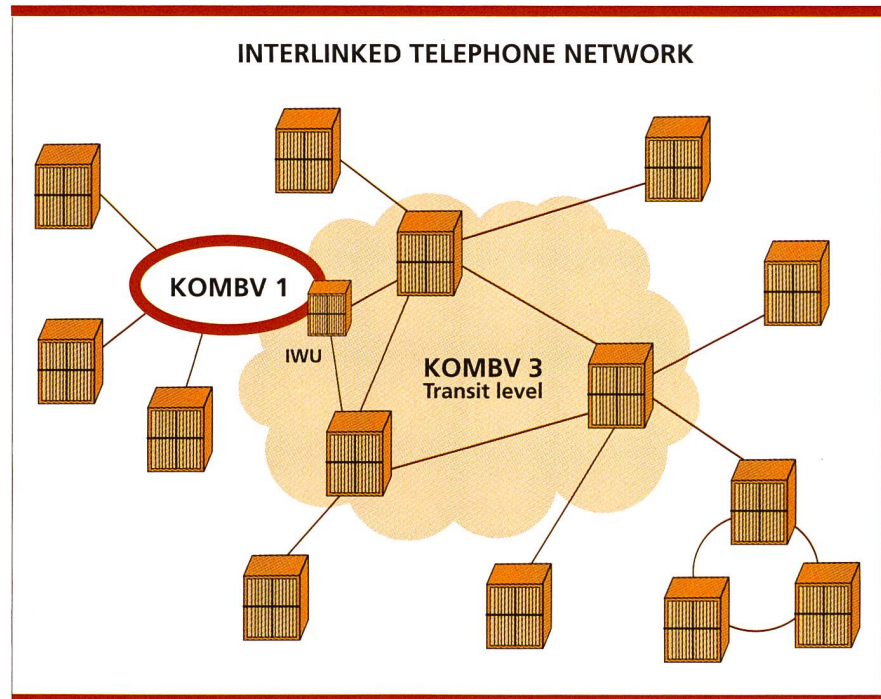 INTERLINKED TELEPHONE NETWORK
KOMBV 1
IWU
KOMBV 3
Transit level